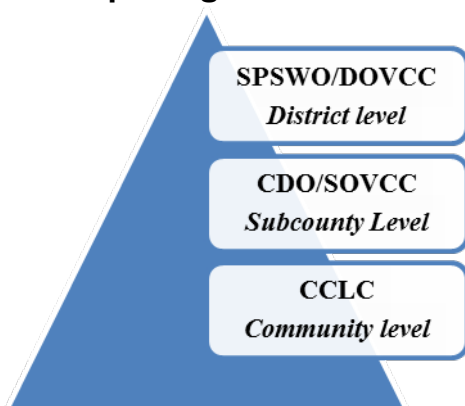 SPSWO/DOVCC
District level
CDO/SOVCC
Subcounty Level
CCLC
Community level